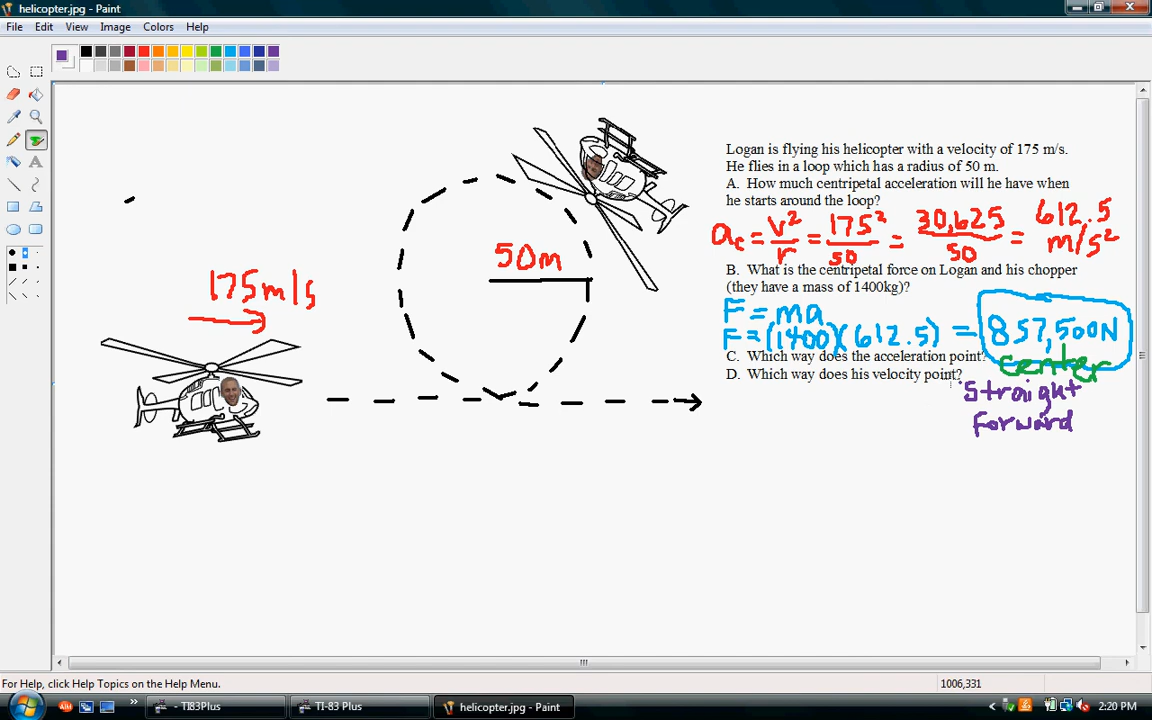 helicopter.jpg - Paint
File Edit View Image Colors Help
Logan is flying his helicopter with a velocity of 175 m/s.
He flies in a loop which has a radius of 50 m.
A. How much centripetal acceleration will he have when
he starts around the loop?
ac = v²/r = 175²/50 = 30,625/50 = 612.5 m/s²
B. What is the centripetal force on Logan and his chopper
(they have a mass of 1400kg)?
F = ma
F = (1400)(612.5) = 857,500N
C. Which way does the acceleration point?
center
D. Which way does his velocity point?
straight
forward
50m
175m/s
For Help, click Help Topics on the Help Menu.
1006,331
- TI83Plus
TI-83 Plus
helicopter.jpg - Paint
2:20 PM